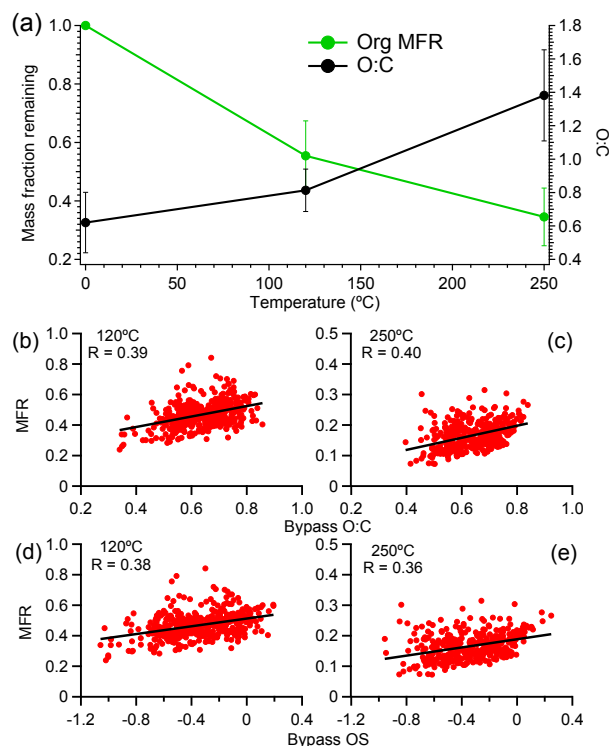 (a)
Org MFR
O:C
Mass fraction remaining
1.0
0.8
0.6
0.4
0.2
1.8
1.6
1.4
1.2
1.0
0.8
0.6
0.4
O:C
0 50 100 150 200 250
Temperature (ºC)
(b) 120ºC
R = 0.39
1.0
0.8
0.6
0.4
0.2
0
MFR
0.2 0.4 0.6 0.8 1.0
250ºC (c)
R = 0.40
0.5
0.4
0.3
0.2
0.1
0
0.2 0.4 0.6 0.8 1.0
Bypass O:C
(d) 120ºC
R = 0.38
1.0
0.8
0.6
0.4
0.2
0
MFR
-1.2 -0.8 -0.4 0 0.4
250ºC (e)
R = 0.36
0.5
0.4
0.3
0.2
0.1
0
-1.2 -0.8 -0.4 0 0.4
Bypass OS